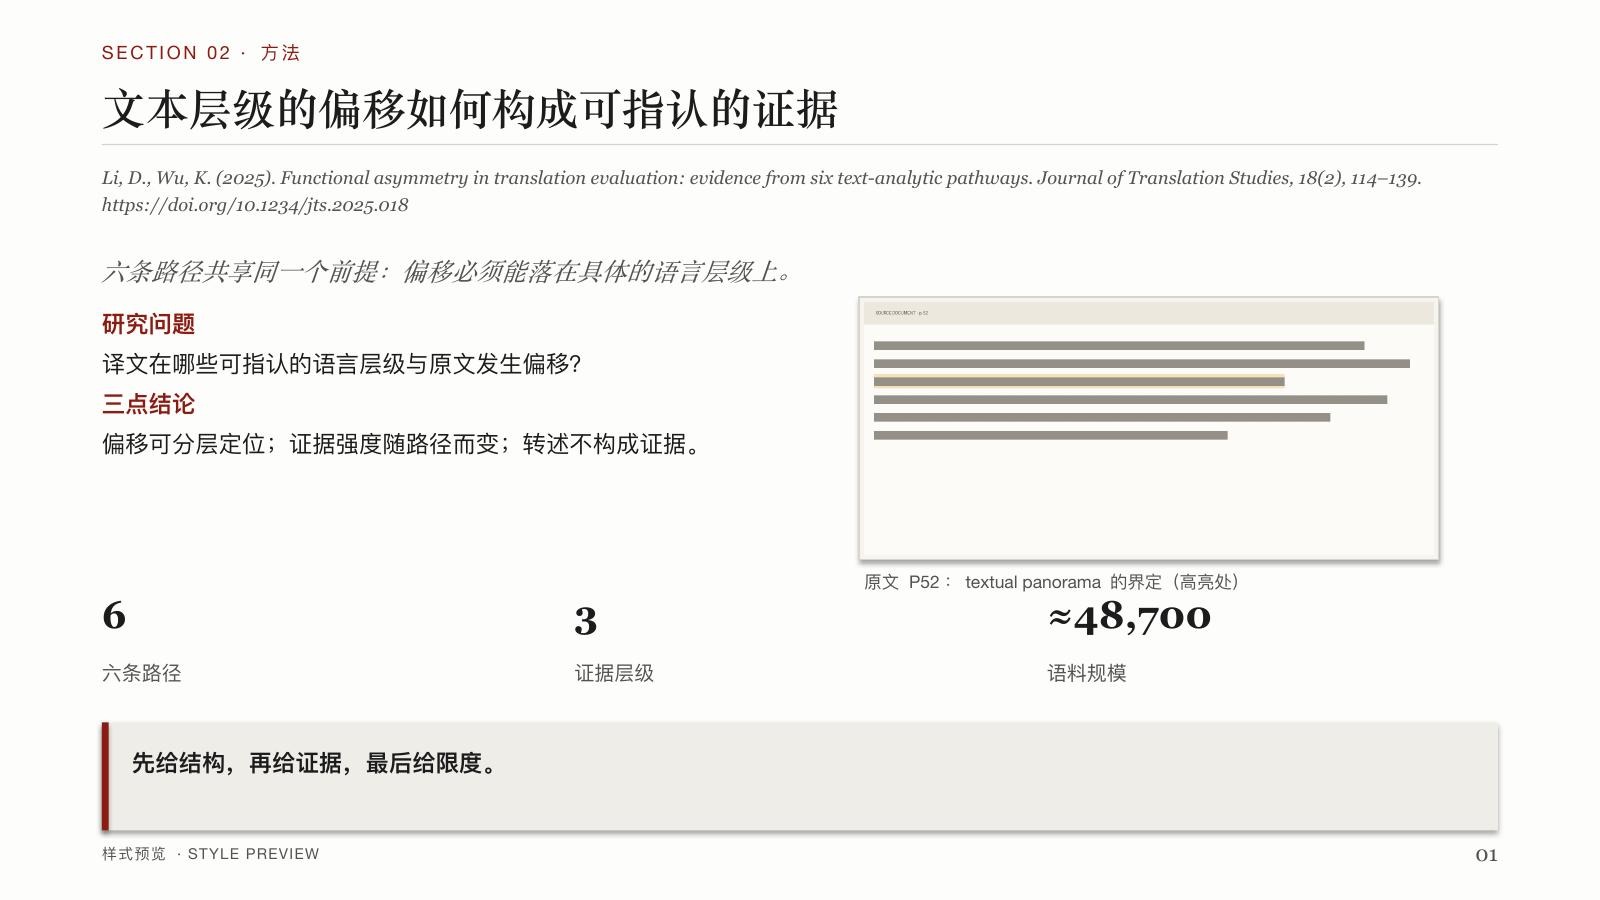 SECTION 02 · 方法
文本层级的偏移如何构成可指认的证据
Li, D., Wu, K. (2025). Functional asymmetry in translation evaluation: evidence from six text-analytic pathways. Journal of Translation Studies, 18(2), 114–139.
https://doi.org/10.1234/jts.2025.018
六条路径共享同一个前提：偏移必须能落在具体的语言层级上。
研究问题
译文在哪些可指认的语言层级与原文发生偏移？
三点结论
偏移可分层定位；证据强度随路径而变；转述不构成证据。
SOURCE DOCUMENT · p.52
原文 P52： textual panorama 的界定（高亮处）
6
六条路径
3
证据层级
≈48,700
语料规模
先给结构，再给证据，最后给限度。
样式预览 · STYLE PREVIEW
01